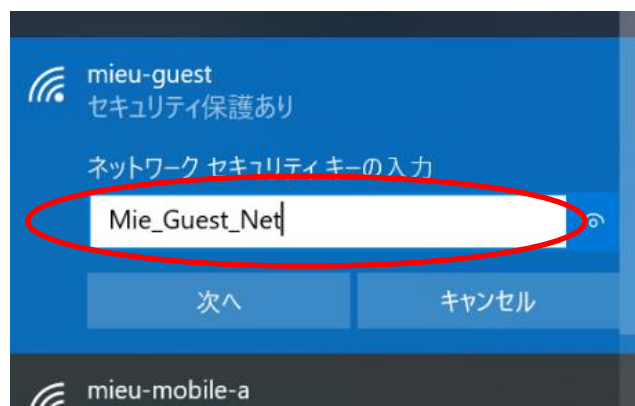 mieu-guest
セキュリティ保護あり
ネットワーク セキュリティ キーの入力
Mie_Guest_Net
次へ
キャンセル
mieu-mobile-a